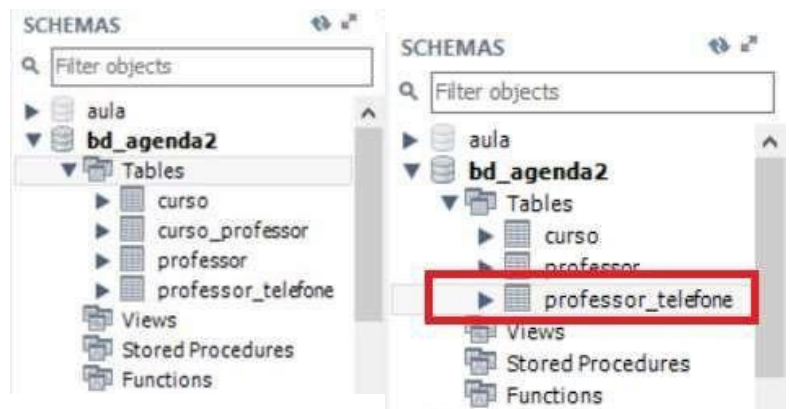 SCHEMAS
Filter objects
aula
bd_agenda2
Tables
curso
curso_professor
professor
professor_telefone
Views
Stored Procedures
Functions
SCHEMAS
Filter objects
aula
bd_agenda2
Tables
curso
professor
professor_telefone
Views
Stored Procedures
Functions